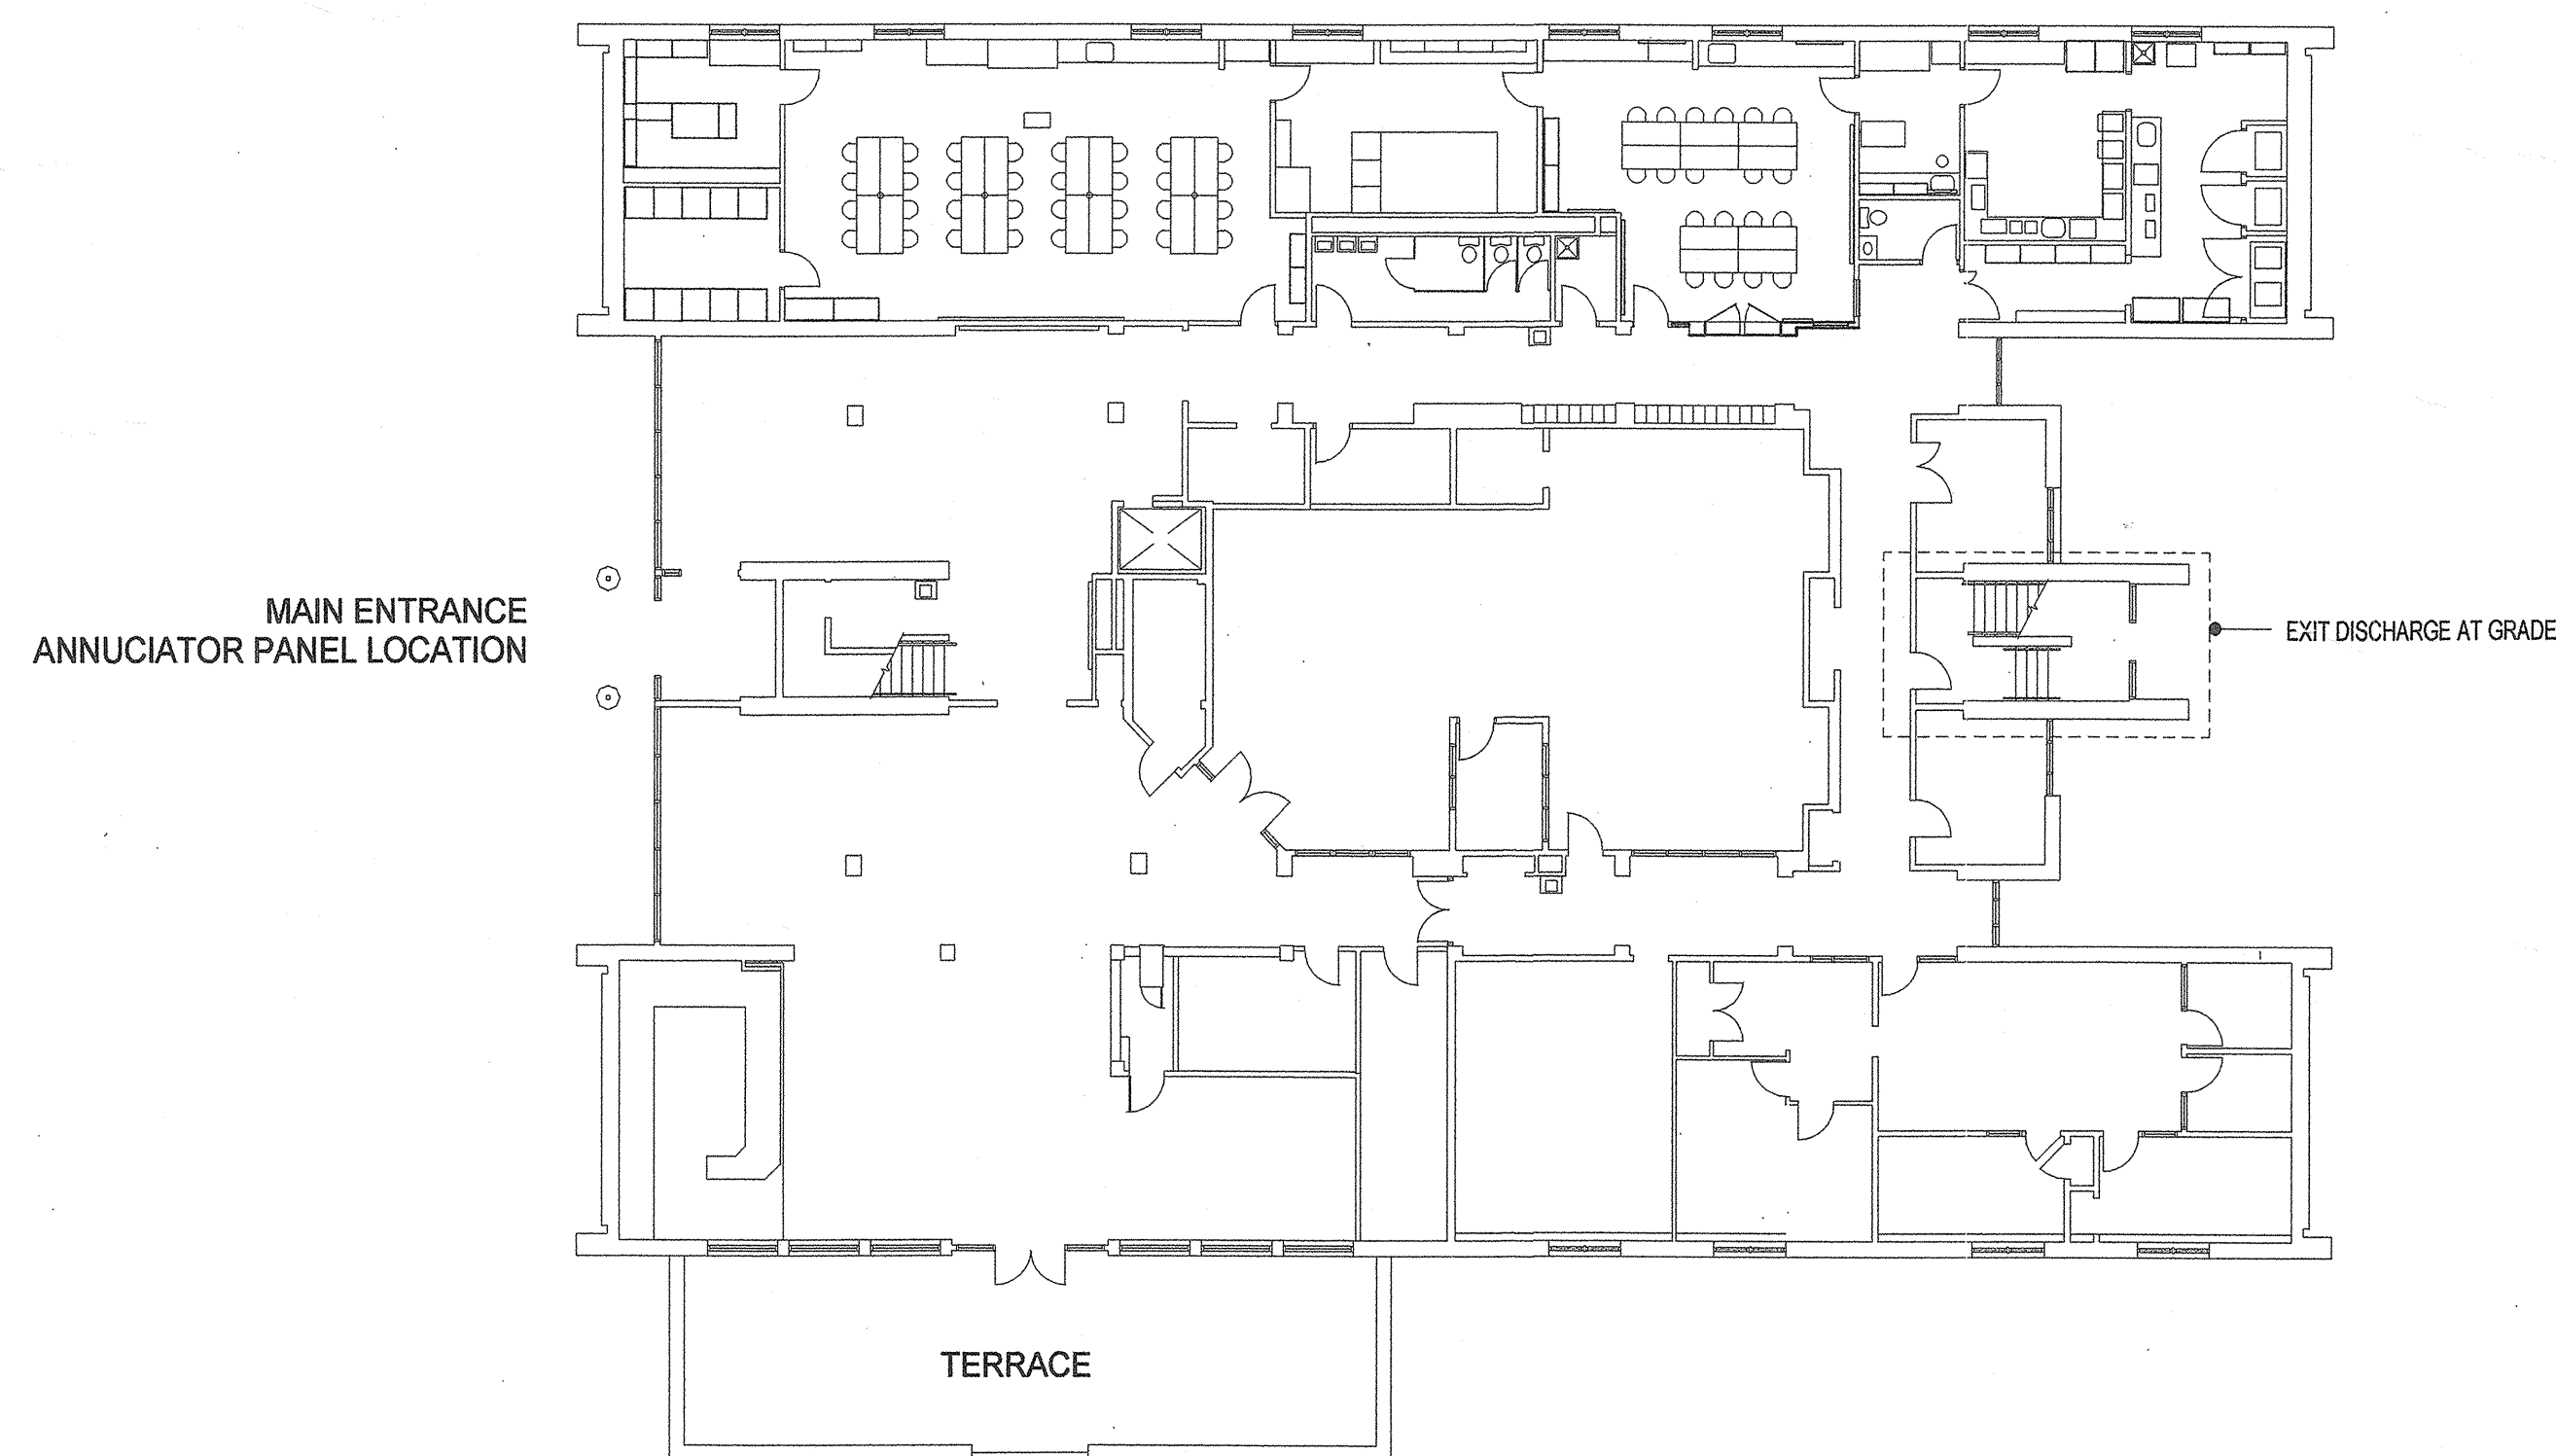 MAIN ENTRANCE
ANNUCIATOR PANEL LOCATION
EXIT DISCHARGE AT GRADE
TERRACE